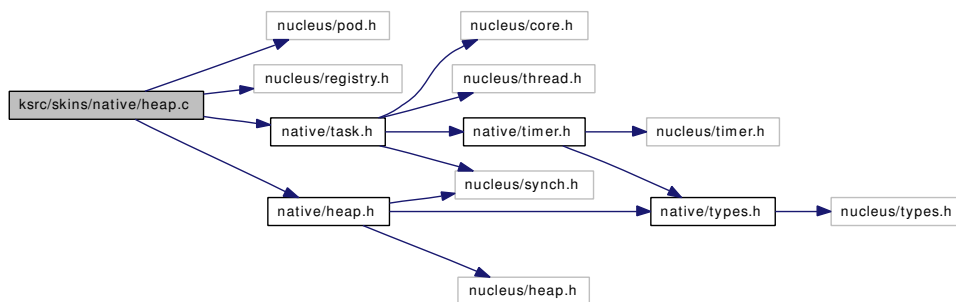 nucleus/pod.h
nucleus/core.h
nucleus/registry.h
nucleus/thread.h
ksrc/skins/native/heap.c
native/task.h
native/timer.h
nucleus/timer.h
nucleus/synch.h
native/heap.h
native/types.h
nucleus/types.h
nucleus/heap.h